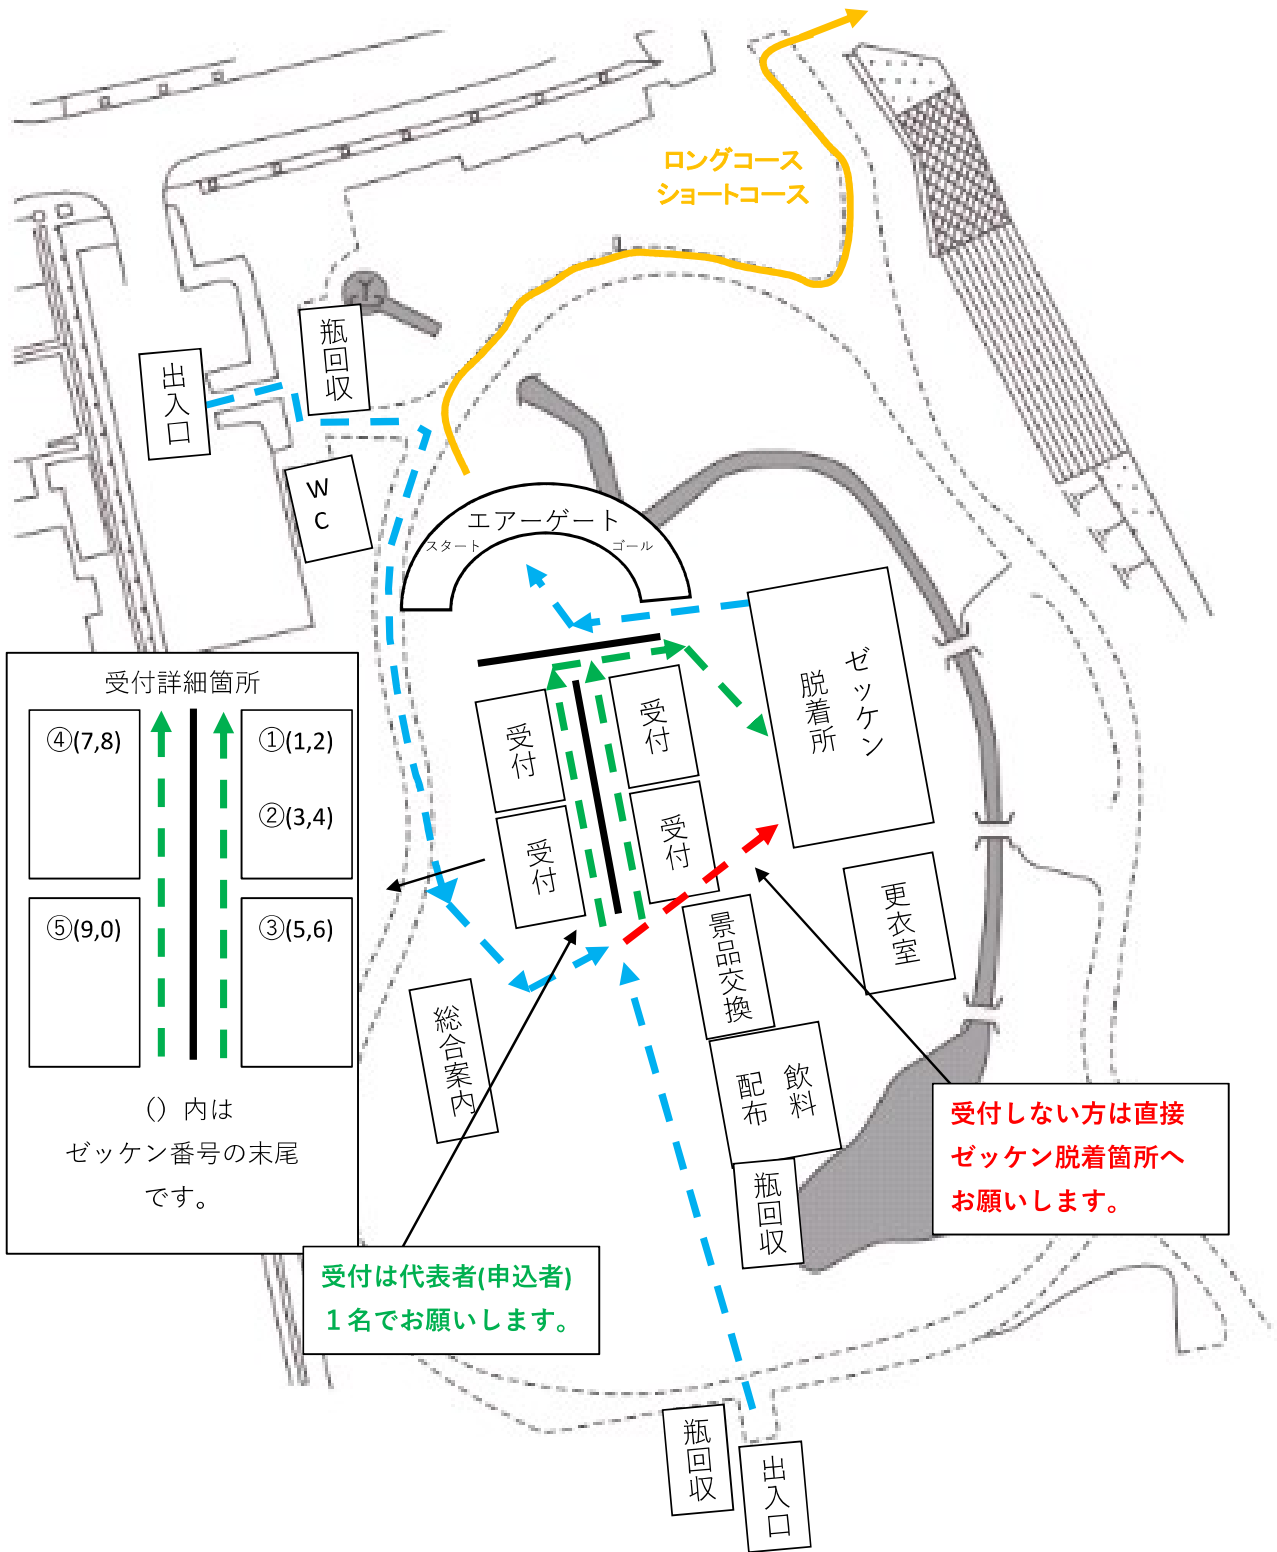 ロングコース
ショートコース
瓶回収
出入口
WC
エアーゲート
スタート
ゴール
ゼッケン
脱着所
受付
受付
受付
受付
受付詳細箇所
④(7,8)
①(1,2)
②(3,4)
⑤(9,0)
③(5,6)
（）内は
ゼッケン番号の末尾
です。
更衣室
景品交換
総合案内
飲料
配布
瓶回収
受付しない方は直接
ゼッケン脱着箇所へ
お願いします。
受付は代表者(申込者)
１名でお願いします。
瓶回収
出入口